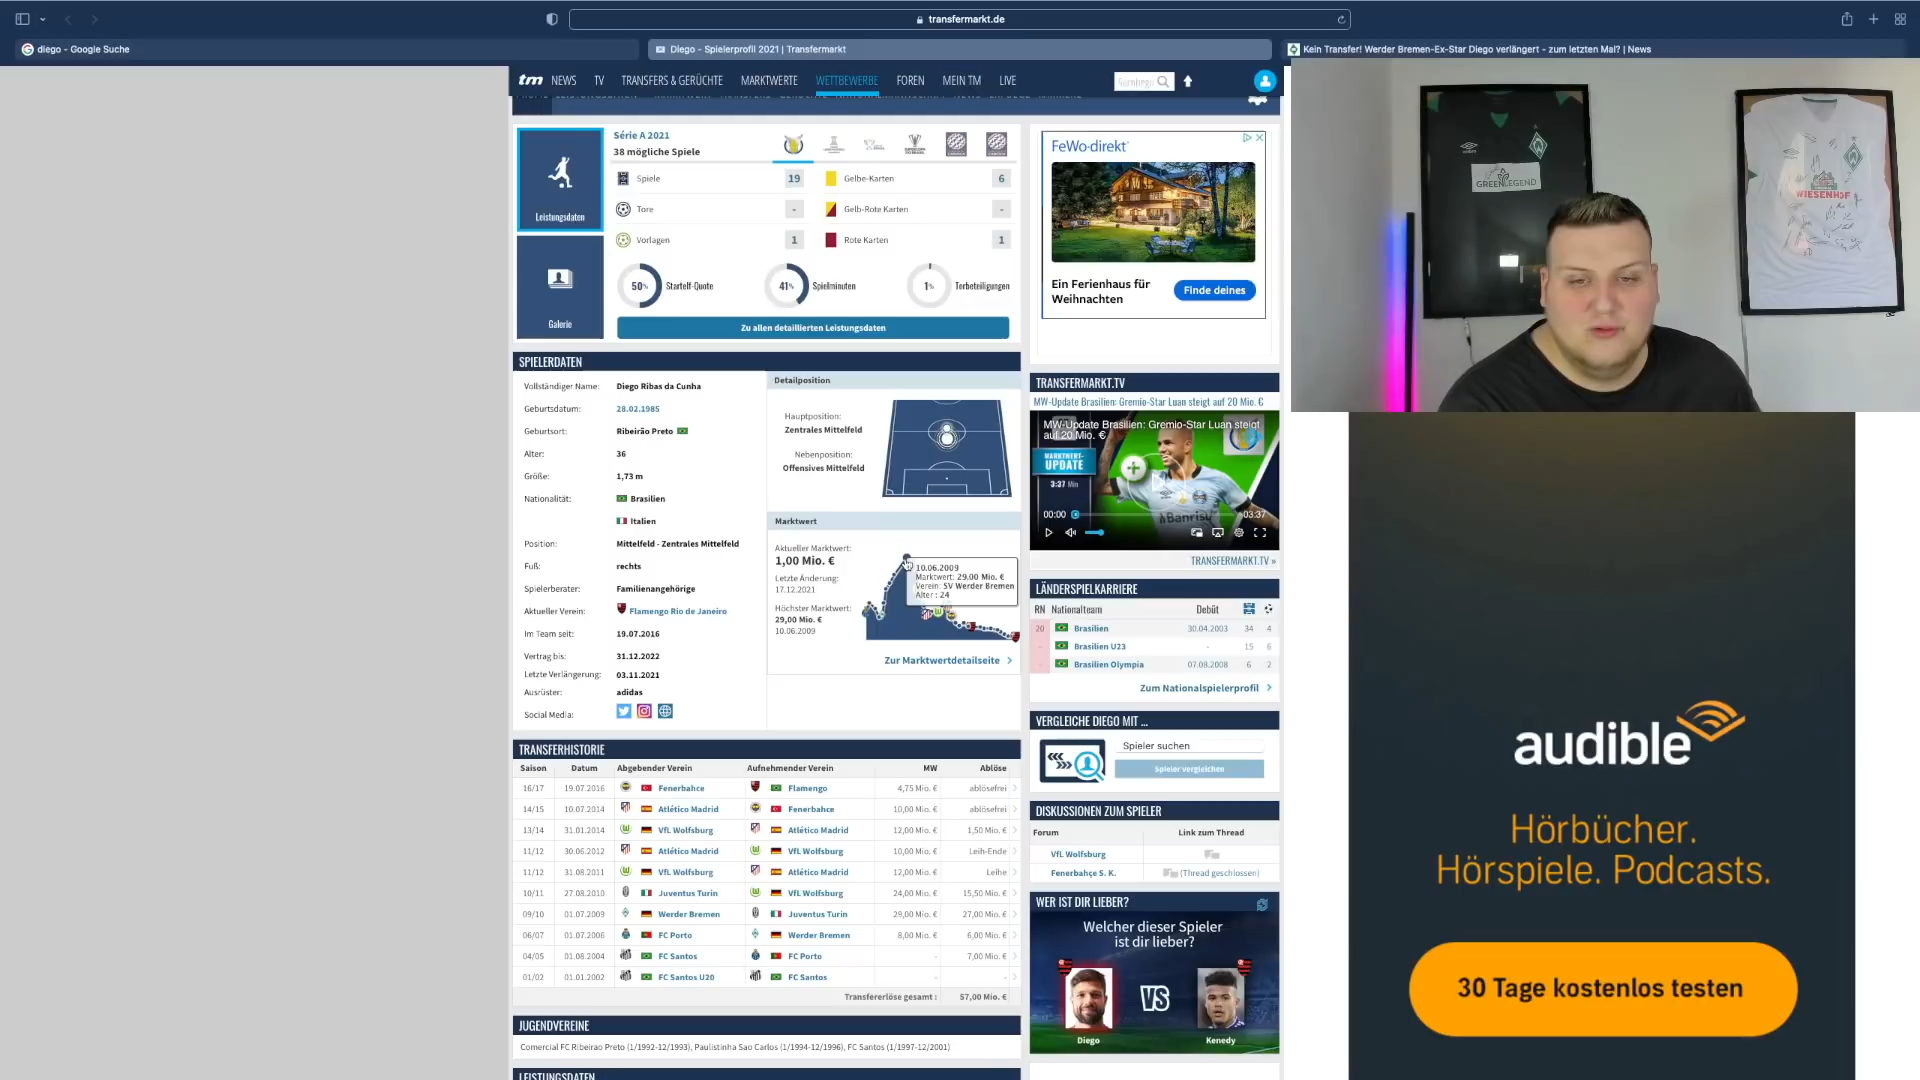 transfermarkt.de
diego - Google Suche
Diego - Spielerprofil 2021 | Transfermarkt
Kein Transfer! Werder Bremen-Ex-Star Diego verlängert - zum letzten Mal? | News
tm NEWS TV TRANSFERS & GERÜCHTE MARKTWERTE WETTBEWERBE FOREN MEIN TM LIVE
Leistungsdaten
Galerie
Série A 2021
38 mögliche Spiele
Spiele 19 Gelbe-Karten 6
Tore - Gelb-Rote Karten -
Vorlagen 1 Rote Karten 1
50% Startelf-Quote 41% Spielminuten 1% Torbeteiligungen
Zu allen detaillierten Leistungsdaten
SPIELERDATEN
Vollständiger Name: Diego Ribas da Cunha
Geburtsdatum: 28.02.1985
Geburtsort: Ribeirão Preto
Alter: 36
Größe: 1,73 m
Nationalität: Brasilien
Italien
Position: Mittelfeld - Zentrales Mittelfeld
Fuß: rechts
Spielerberater: Familienangehörige
Aktueller Verein: Flamengo Rio de Janeiro
Im Team seit: 19.07.2016
Vertrag bis: 31.12.2022
Letzte Verlängerung: 03.11.2021
Ausrüster: adidas
Social Media:
Detailposition
Hauptposition:
Zentrales Mittelfeld
Nebenposition:
Offensives Mittelfeld
Marktwert
Aktueller Marktwert:
1,00 Mio. €
Letzte Änderung:
17.12.2021
Höchster Marktwert:
29,00 Mio. €
10.06.2009
10.06.2009
Marktwert: 29,00 Mio. €
Verein: SV Werder Bremen
Alter : 24
Zur Marktwertdetailseite
TRANSFERHISTORIE
Saison Datum Abgebender Verein Aufnehmender Verein MW Ablöse
16/17 19.07.2016 Fenerbahce Flamengo 4,75 Mio. € ablösefrei
14/15 10.07.2014 Atlético Madrid Fenerbahce 10,00 Mio. € ablösefrei
13/14 31.01.2014 VfL Wolfsburg Atlético Madrid 12,00 Mio. € 1,50 Mio. €
11/12 30.06.2012 Atlético Madrid VfL Wolfsburg 10,00 Mio. € Leih-Ende
11/12 31.08.2011 VfL Wolfsburg Atlético Madrid 12,00 Mio. € Leihe
10/11 27.08.2010 Juventus Turin VfL Wolfsburg 24,00 Mio. € 15,50 Mio. €
09/10 01.07.2009 Werder Bremen Juventus Turin 29,00 Mio. € 27,00 Mio. €
06/07 01.07.2006 FC Porto Werder Bremen 8,00 Mio. € 6,00 Mio. €
04/05 01.08.2004 FC Santos FC Porto - 7,00 Mio. €
01/02 01.01.2002 FC Santos U20 FC Santos - -
Transfererlöse gesamt : 57,00 Mio. €
JUGENDVEREINE
Comercial FC Ribeirao Preto (1/1992-12/1993), Paulistinha Sao Carlos (1/1994-12/1996), FC Santos (1/1997-12/2001)
LEISTUNGSDATEN
FeWo-direkt
Ein Ferienhaus für
Weihnachten
Finde deines
TRANSFERMARKT.TV
MW-Update Brasilien: Gremio-Star Luan steigt auf 20 Mio. €
MW-Update Brasilien: Gremio-Star Luan steigt
auf 20 Mio. €
MARKTWERT-
UPDATE
3:37 Min
Banrisu
00:00 -03:37
TRANSFERMARKT.TV »
LÄNDERSPIELKARRIERE
RN Nationalteam Debüt
20 Brasilien 30.04.2003 34 4
- Brasilien U23 - 15 6
- Brasilien Olympia 07.08.2008 6 2
Zum Nationalspielerprofil
VERGLEICHE DIEGO MIT ...
Spieler suchen
Spieler vergleichen
DISKUSSIONEN ZUM SPIELER
Forum Link zum Thread
VfL Wolfsburg
Fenerbahçe S. K. (Thread geschlossen)
WER IST DIR LIEBER?
Welcher dieser Spieler
ist dir lieber?
VS
Diego Kenedy
GREENLEGEND
WIESENHOF
audible
Hörbücher.
Hörspiele. Podcasts.
30 Tage kostenlos testen